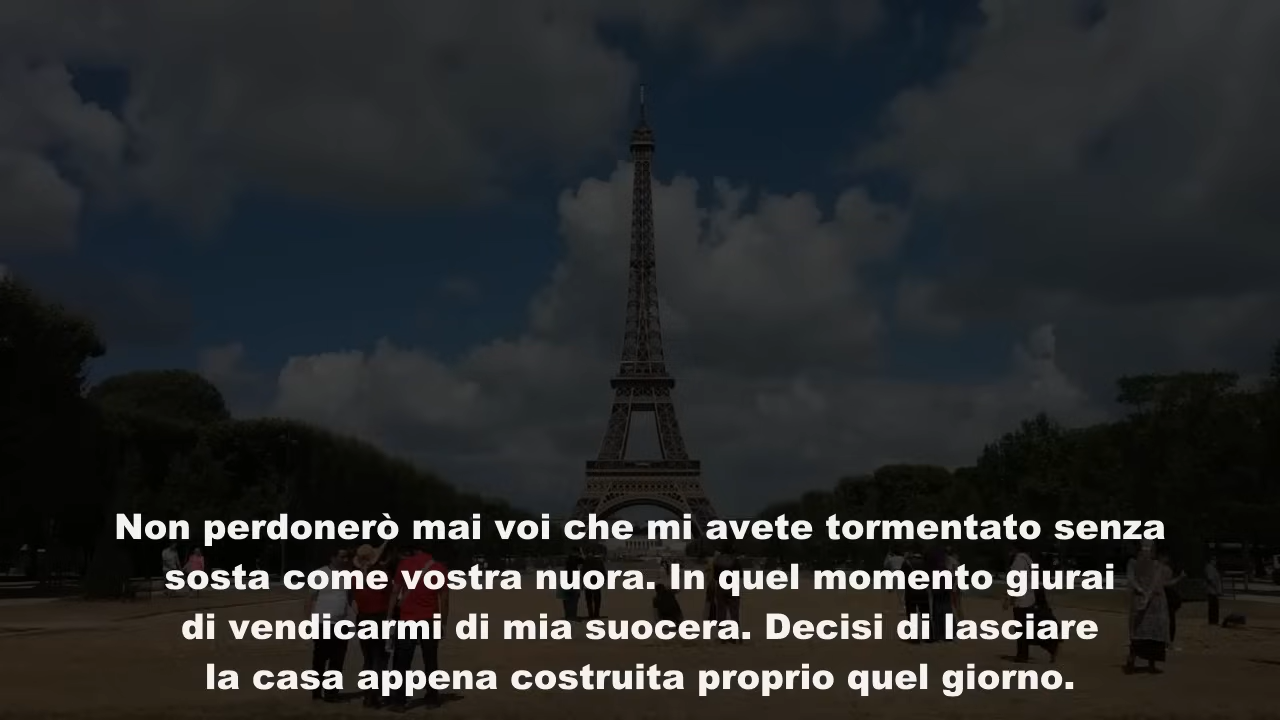 Non perdonerò mai voi che mi avete tormentato senza
sosta come vostra nuora. In quel momento giurai
di vendicarmi di mia suocera. Decisi di lasciare
la casa appena costruita proprio quel giorno.